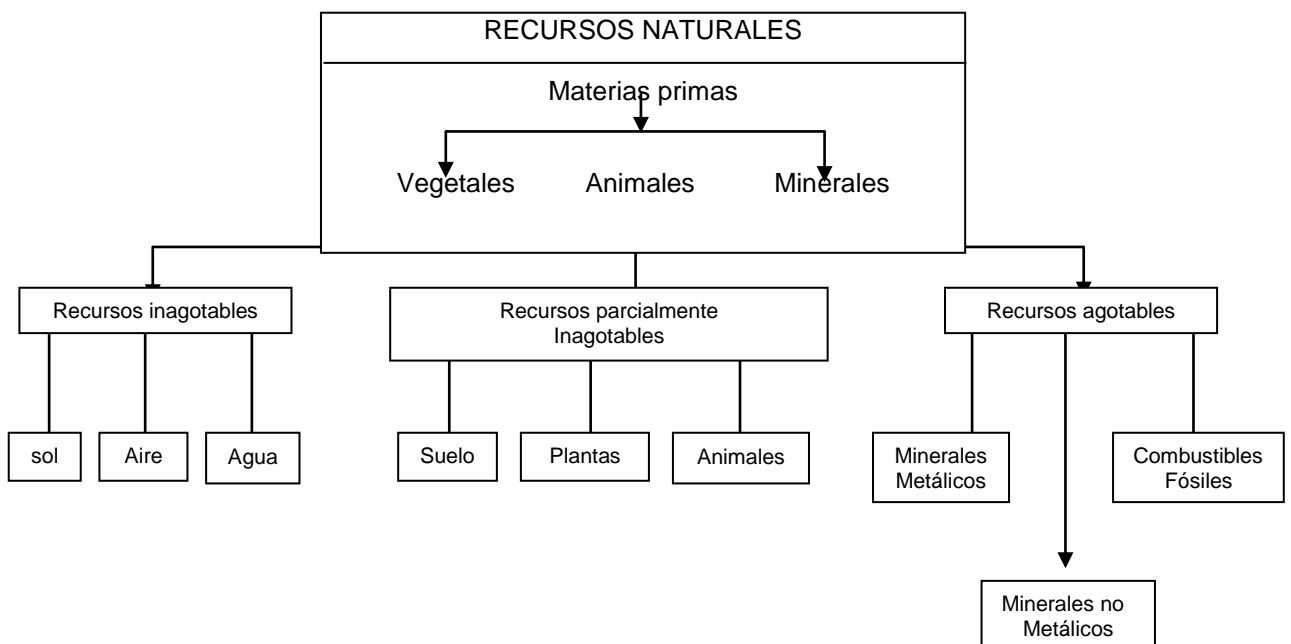 RECURSOS NATURALES
Materias primas
Vegetales Animales Minerales
Recursos inagotables
Recursos parcialmente
Inagotables
Recursos agotables
sol
Aire
Agua
Suelo
Plantas
Animales
Minerales
Metálicos
Combustibles
Fósiles
Minerales no
Metálicos